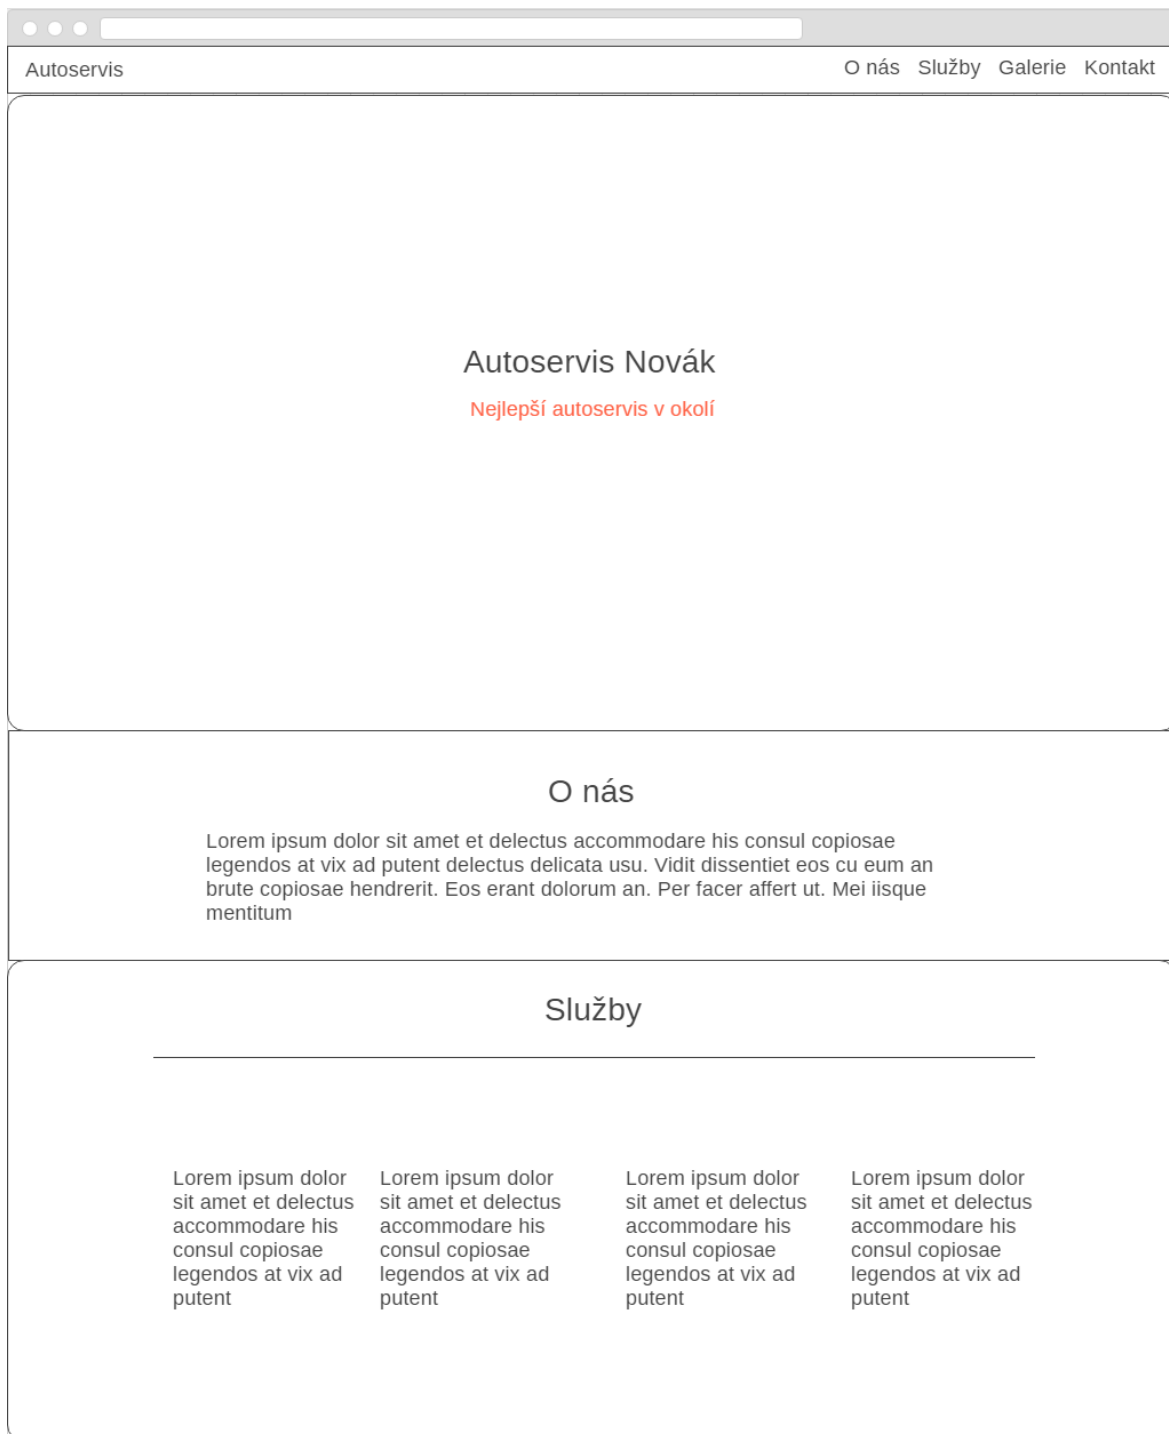 Autoservis
O nás Služby Galerie Kontakt
Autoservis Novák
Nejlepší autoservis v okolí
O nás
Lorem ipsum dolor sit amet et delectus accommodare his consul copiosae
legendos at vix ad putent delectus delicata usu. Vidit dissentiet eos cu eum an
brute copiosae hendrerit. Eos erant dolorum an. Per facer affert ut. Mei iisque
mentitum
Služby
Lorem ipsum dolor
sit amet et delectus
accommodare his
consul copiosae
legendos at vix ad
putent
Lorem ipsum dolor
sit amet et delectus
accommodare his
consul copiosae
legendos at vix ad
putent
Lorem ipsum dolor
sit amet et delectus
accommodare his
consul copiosae
legendos at vix ad
putent
Lorem ipsum dolor
sit amet et delectus
accommodare his
consul copiosae
legendos at vix ad
putent